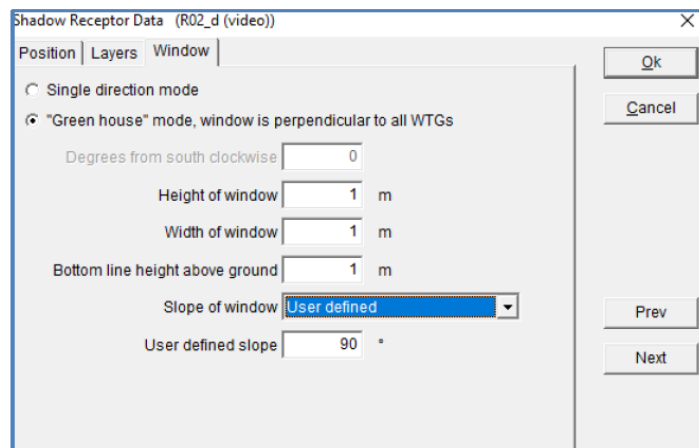 Shadow Receptor Data (R02_d (video))
Position Layers Window
Ok
Single direction mode
Cancel
"Green house" mode, window is perpendicular to all WTGs
Degrees from south clockwise 0
Height of window 1 m
Width of window 1 m
Bottom line height above ground 1 m
Slope of window User defined
Prev
User defined slope 90 °
Next